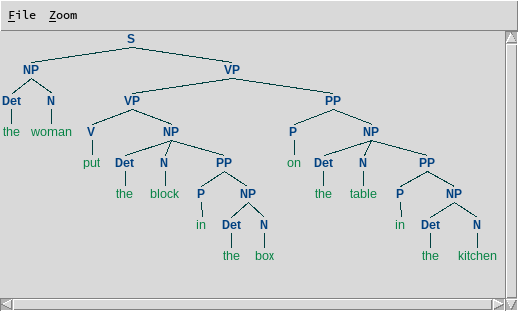 File Zoom
S
NP VP
Det N VP PP
the woman V NP P NP
put Det N PP on Det N PP
the block P NP the table P NP
in Det N in Det N
the box the kitchen